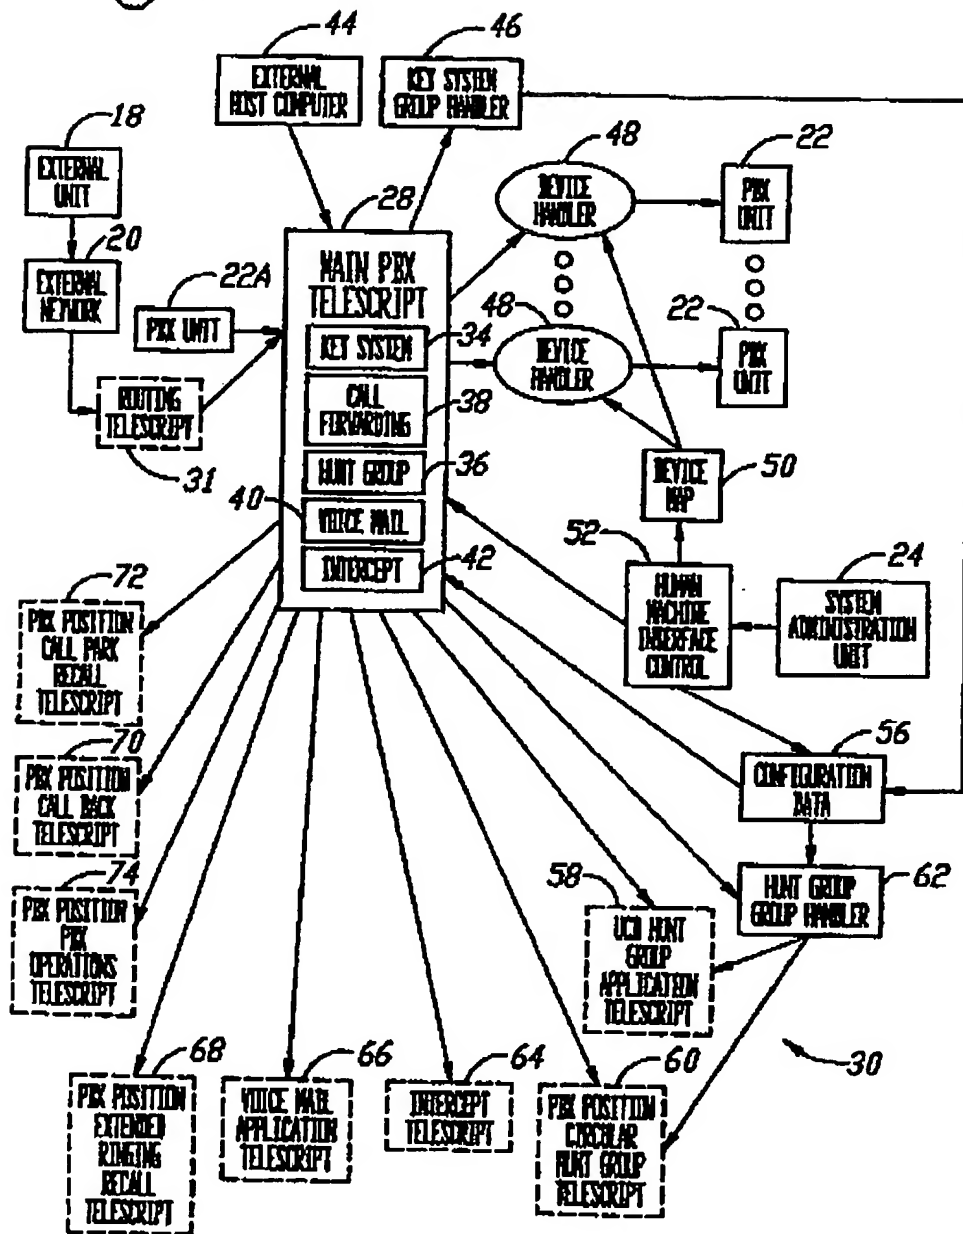 44
46
EXTERNAL
HOST COMPUTER
KEY SYSTEM
GROUP HANDLER
18
EXTERNAL
UNIT
48
22
DEVICE
HANDLER
PBX
UNIT
28
20
EXTERNAL
NETWORK
22A
PBX UNIT
MAIN PBX
TELESCRIPT
KEY SYSTEM
34
48
22
DEVICE
HANDLER
PBX
UNIT
ROUTING
TELESCRIPT
31
CALL
FORWARDING
38
HUNT GROUP
36
40
VOICE MAIL
INTERCEPT
42
DEVICE
MAP
50
52
HUMAN
MACHINE
INTERFACE
CONTROL
24
SYSTEM
ADMINISTRATION
UNIT
72
PBX POSITION
CALL PARK
RECALL
TELESCRIPT
70
PBX POSITION
CALL BACK
TELESCRIPT
56
CONFIGURATION
DATA
74
PBX POSITION
PBX
OPERATIONS
TELESCRIPT
58
UCD HUNT
GROUP
APPLICATION
TELESCRIPT
HUNT GROUP
GROUP HANDLER
62
68
PBX POSITION
EXTENDED
RINGING
RECALL
TELESCRIPT
66
VOICE MAIL
APPLICATION
TELESCRIPT
64
INTERCEPT
TELESCRIPT
60
PBX POSITION
CIRCULAR
HUNT GROUP
TELESCRIPT
30